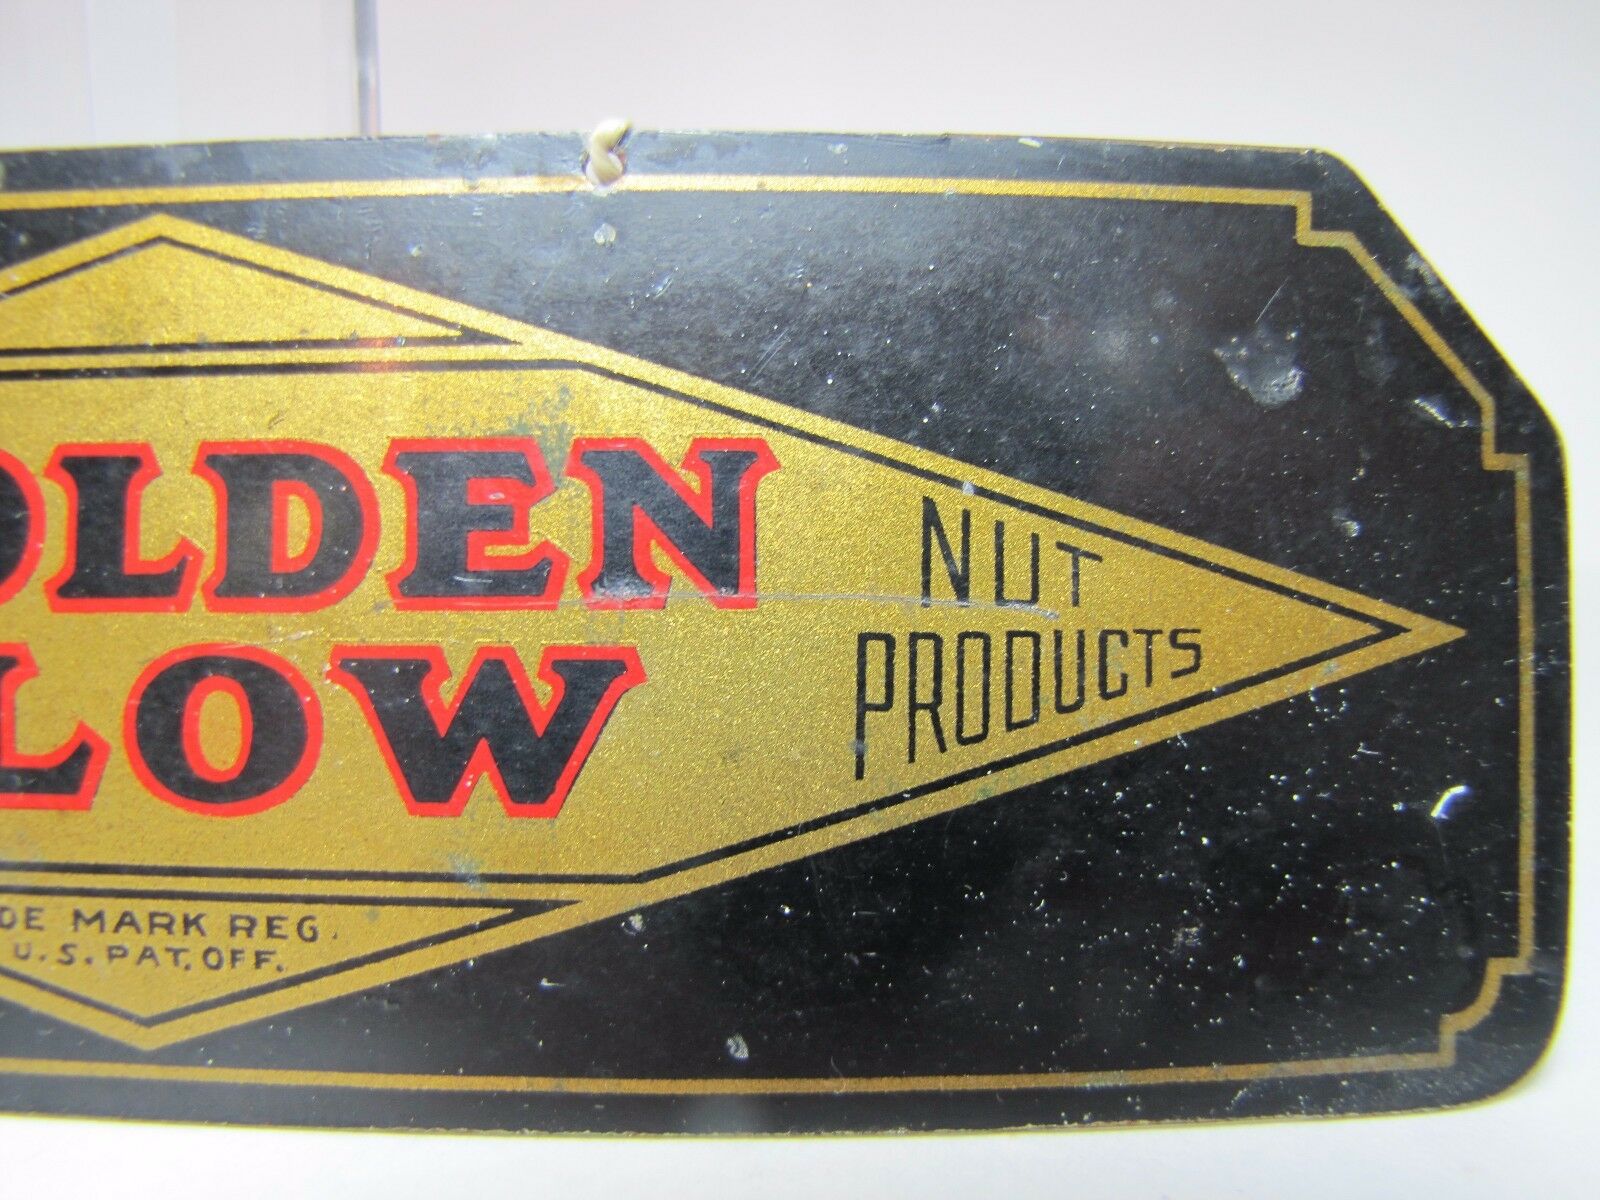 OLDEN
LOW
NUT
PRODUCTS
DE MARK REG.
U.S. PAT. OFF.